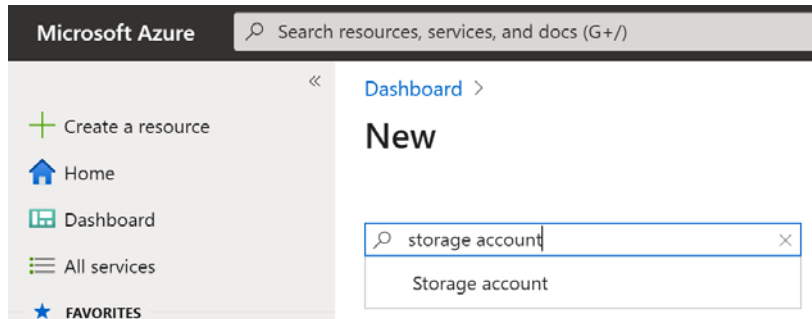 Microsoft Azure
Search resources, services, and docs (G+/)
«
Create a resource
Home
Dashboard
All services
FAVORITES
Dashboard >
New
storage account
Storage account